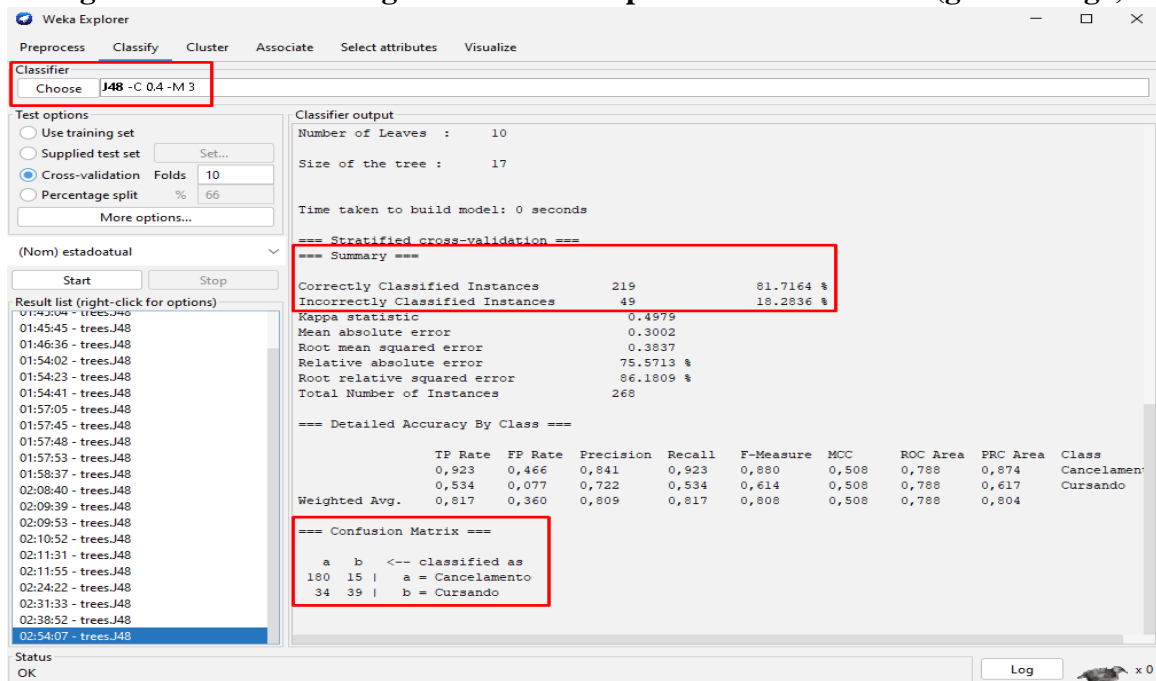 Weka Explorer
Preprocess Classify Cluster Associate Select attributes Visualize
Classifier
Choose J48 -C 0.4 -M 3
Test options
Use training set
Supplied test set Set...
Cross-validation Folds 10
Percentage split % 66
More options...
(Nom) estadoatual
Start Stop
Result list (right-click for options)
01:45:04 - trees.J48
01:45:45 - trees.J48
01:46:36 - trees.J48
01:54:02 - trees.J48
01:54:23 - trees.J48
01:54:41 - trees.J48
01:57:05 - trees.J48
01:57:45 - trees.J48
01:57:48 - trees.J48
01:57:53 - trees.J48
01:58:37 - trees.J48
02:08:40 - trees.J48
02:09:39 - trees.J48
02:09:53 - trees.J48
02:10:52 - trees.J48
02:11:31 - trees.J48
02:11:55 - trees.J48
02:24:22 - trees.J48
02:31:33 - trees.J48
02:38:52 - trees.J48
02:54:07 - trees.J48
Classifier output
Number of Leaves : 10
Size of the tree : 17
Time taken to build model: 0 seconds
=== Stratified cross-validation ===
=== Summary ===
Correctly Classified Instances 219 81.7164 %
Incorrectly Classified Instances 49 18.2836 %
Kappa statistic 0.4979
Mean absolute error 0.3002
Root mean squared error 0.3837
Relative absolute error 75.5713 %
Root relative squared error 86.1809 %
Total Number of Instances 268
=== Detailed Accuracy By Class ===
TP Rate FP Rate Precision Recall F-Measure MCC ROC Area PRC Area Class
0,923 0,466 0,841 0,923 0,880 0,508 0,788 0,874 Cancelamen
0,534 0,077 0,722 0,534 0,614 0,508 0,788 0,617 Cursando
Weighted Avg. 0,817 0,360 0,809 0,817 0,808 0,508 0,788 0,804
=== Confusion Matrix ===
a b <-- classified as
180 15 | a = Cancelamento
34 39 | b = Cursando
Status
OK
Log x 0